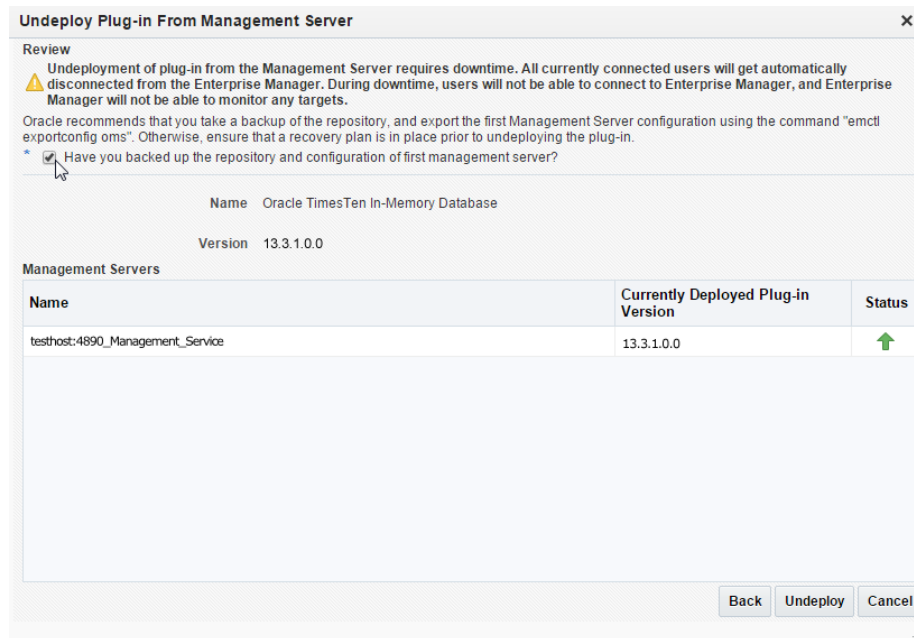 Undeploy Plug-in From Management Server
Review
Undeployment of plug-in from the Management Server requires downtime. All currently connected users will get automatically
disconnected from the Enterprise Manager. During downtime, users will not be able to connect to Enterprise Manager, and Enterprise
Manager will not be able to monitor any targets.
Oracle recommends that you take a backup of the repository, and export the first Management Server configuration using the command "emctl
exportconfig oms". Otherwise, ensure that a recovery plan is in place prior to undeploying the plug-in.
* Have you backed up the repository and configuration of first management server?
Name Oracle TimesTen In-Memory Database
Version 13.3.1.0.0
Management Servers
Name Currently Deployed Plug-in Version Status
testhost:4890_Management_Service 13.3.1.0.0
Back Undeploy Cancel